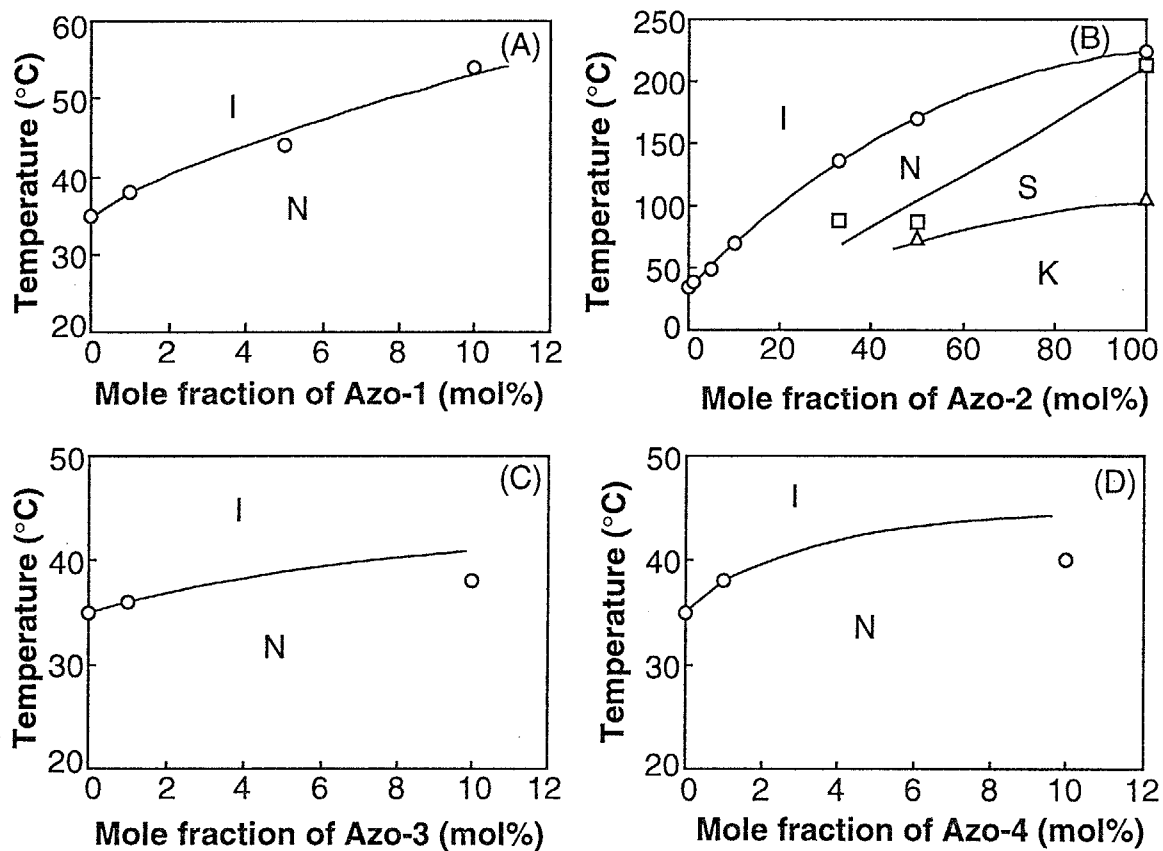 (A)
Temperature (°C)
60
50
40
30
20
I
N
0 2 4 6 8 10 12
Mole fraction of Azo-1 (mol%)
(B)
Temperature (°C)
250
200
150
100
50
0
I
N
S
K
0 20 40 60 80 100
Mole fraction of Azo-2 (mol%)
(C)
Temperature (°C)
50
40
30
20
I
N
0 2 4 6 8 10 12
Mole fraction of Azo-3 (mol%)
(D)
Temperature (°C)
50
40
30
20
I
N
0 2 4 6 8 10 12
Mole fraction of Azo-4 (mol%)